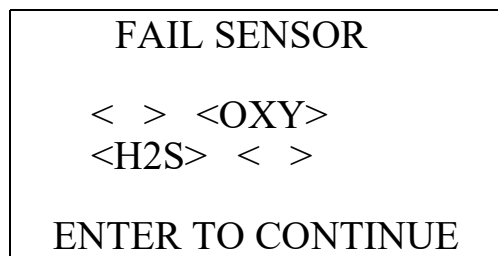 FAIL SENSOR
< > <OXY>
<H2S> < >
ENTER TO CONTINUE